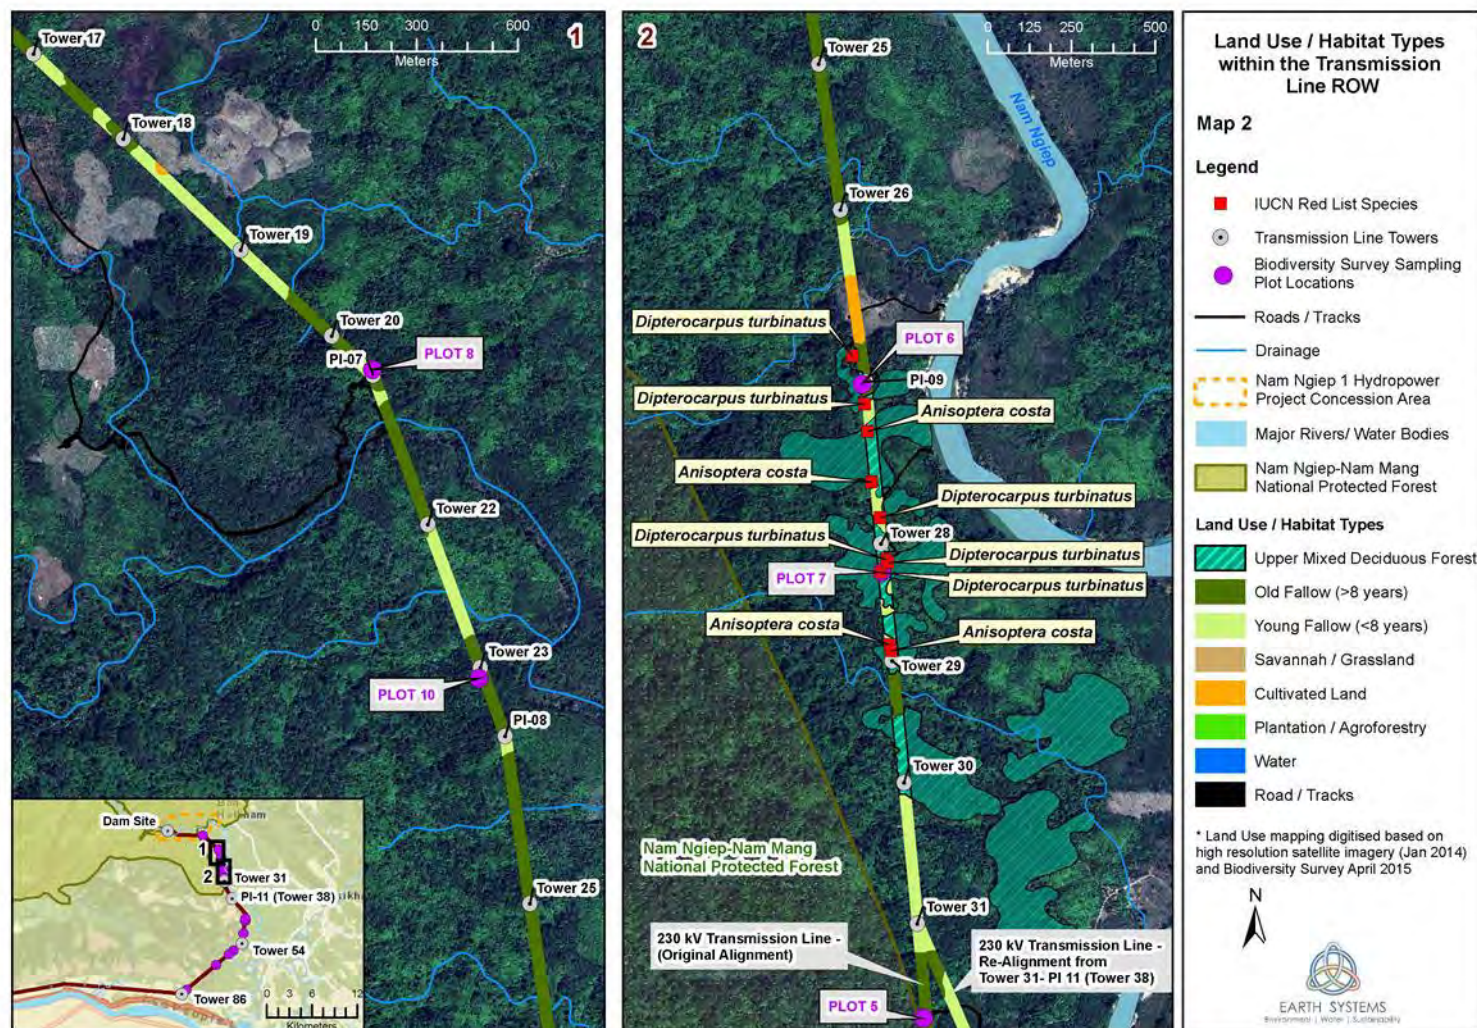 1
0 150 300 600
Meters
Tower 17
Tower 18
Tower 19
Tower 20
PI-07
PLOT 8
Tower 22
Tower 23
PLOT 10
PI-08
Tower 25
Dam Site
1
2
Tower 31
PI-11 (Tower 38)
Tower 54
Tower 86
0 3 6 12
Kilometers
2
0 125 250 500
Meters
Tower 25
Nam Ngiep
Tower 26
Dipterocarpus turbinatus
PLOT 6
PI-09
Dipterocarpus turbinatus
Anisoptera costa
Anisoptera costa
Dipterocarpus turbinatus
Tower 28
Dipterocarpus turbinatus
Dipterocarpus turbinatus
PLOT 7
Dipterocarpus turbinatus
Anisoptera costa
Anisoptera costa
Tower 29
Tower 30
Nam Ngiep-Nam Mang
National Protected Forest
Tower 31
230 kV Transmission Line -
(Original Alignment)
230 kV Transmission Line -
Re-Alignment from
Tower 31- PI 11 (Tower 38)
PLOT 5
Land Use / Habitat Types
within the Transmission
Line ROW
Map 2
Legend
IUCN Red List Species
Transmission Line Towers
Biodiversity Survey Sampling
Plot Locations
Roads / Tracks
Drainage
Nam Ngiep 1 Hydropower
Project Concession Area
Major Rivers/ Water Bodies
Nam Ngiep-Nam Mang
National Protected Forest
Land Use / Habitat Types
Upper Mixed Deciduous Forest
Old Fallow (>8 years)
Young Fallow (<8 years)
Savannah / Grassland
Cultivated Land
Plantation / Agroforestry
Water
Road / Tracks
* Land Use mapping digitised based on
high resolution satellite imagery (Jan 2014)
and Biodiversity Survey April 2015
N
EARTH SYSTEMS
Environment | Water | Sustainability